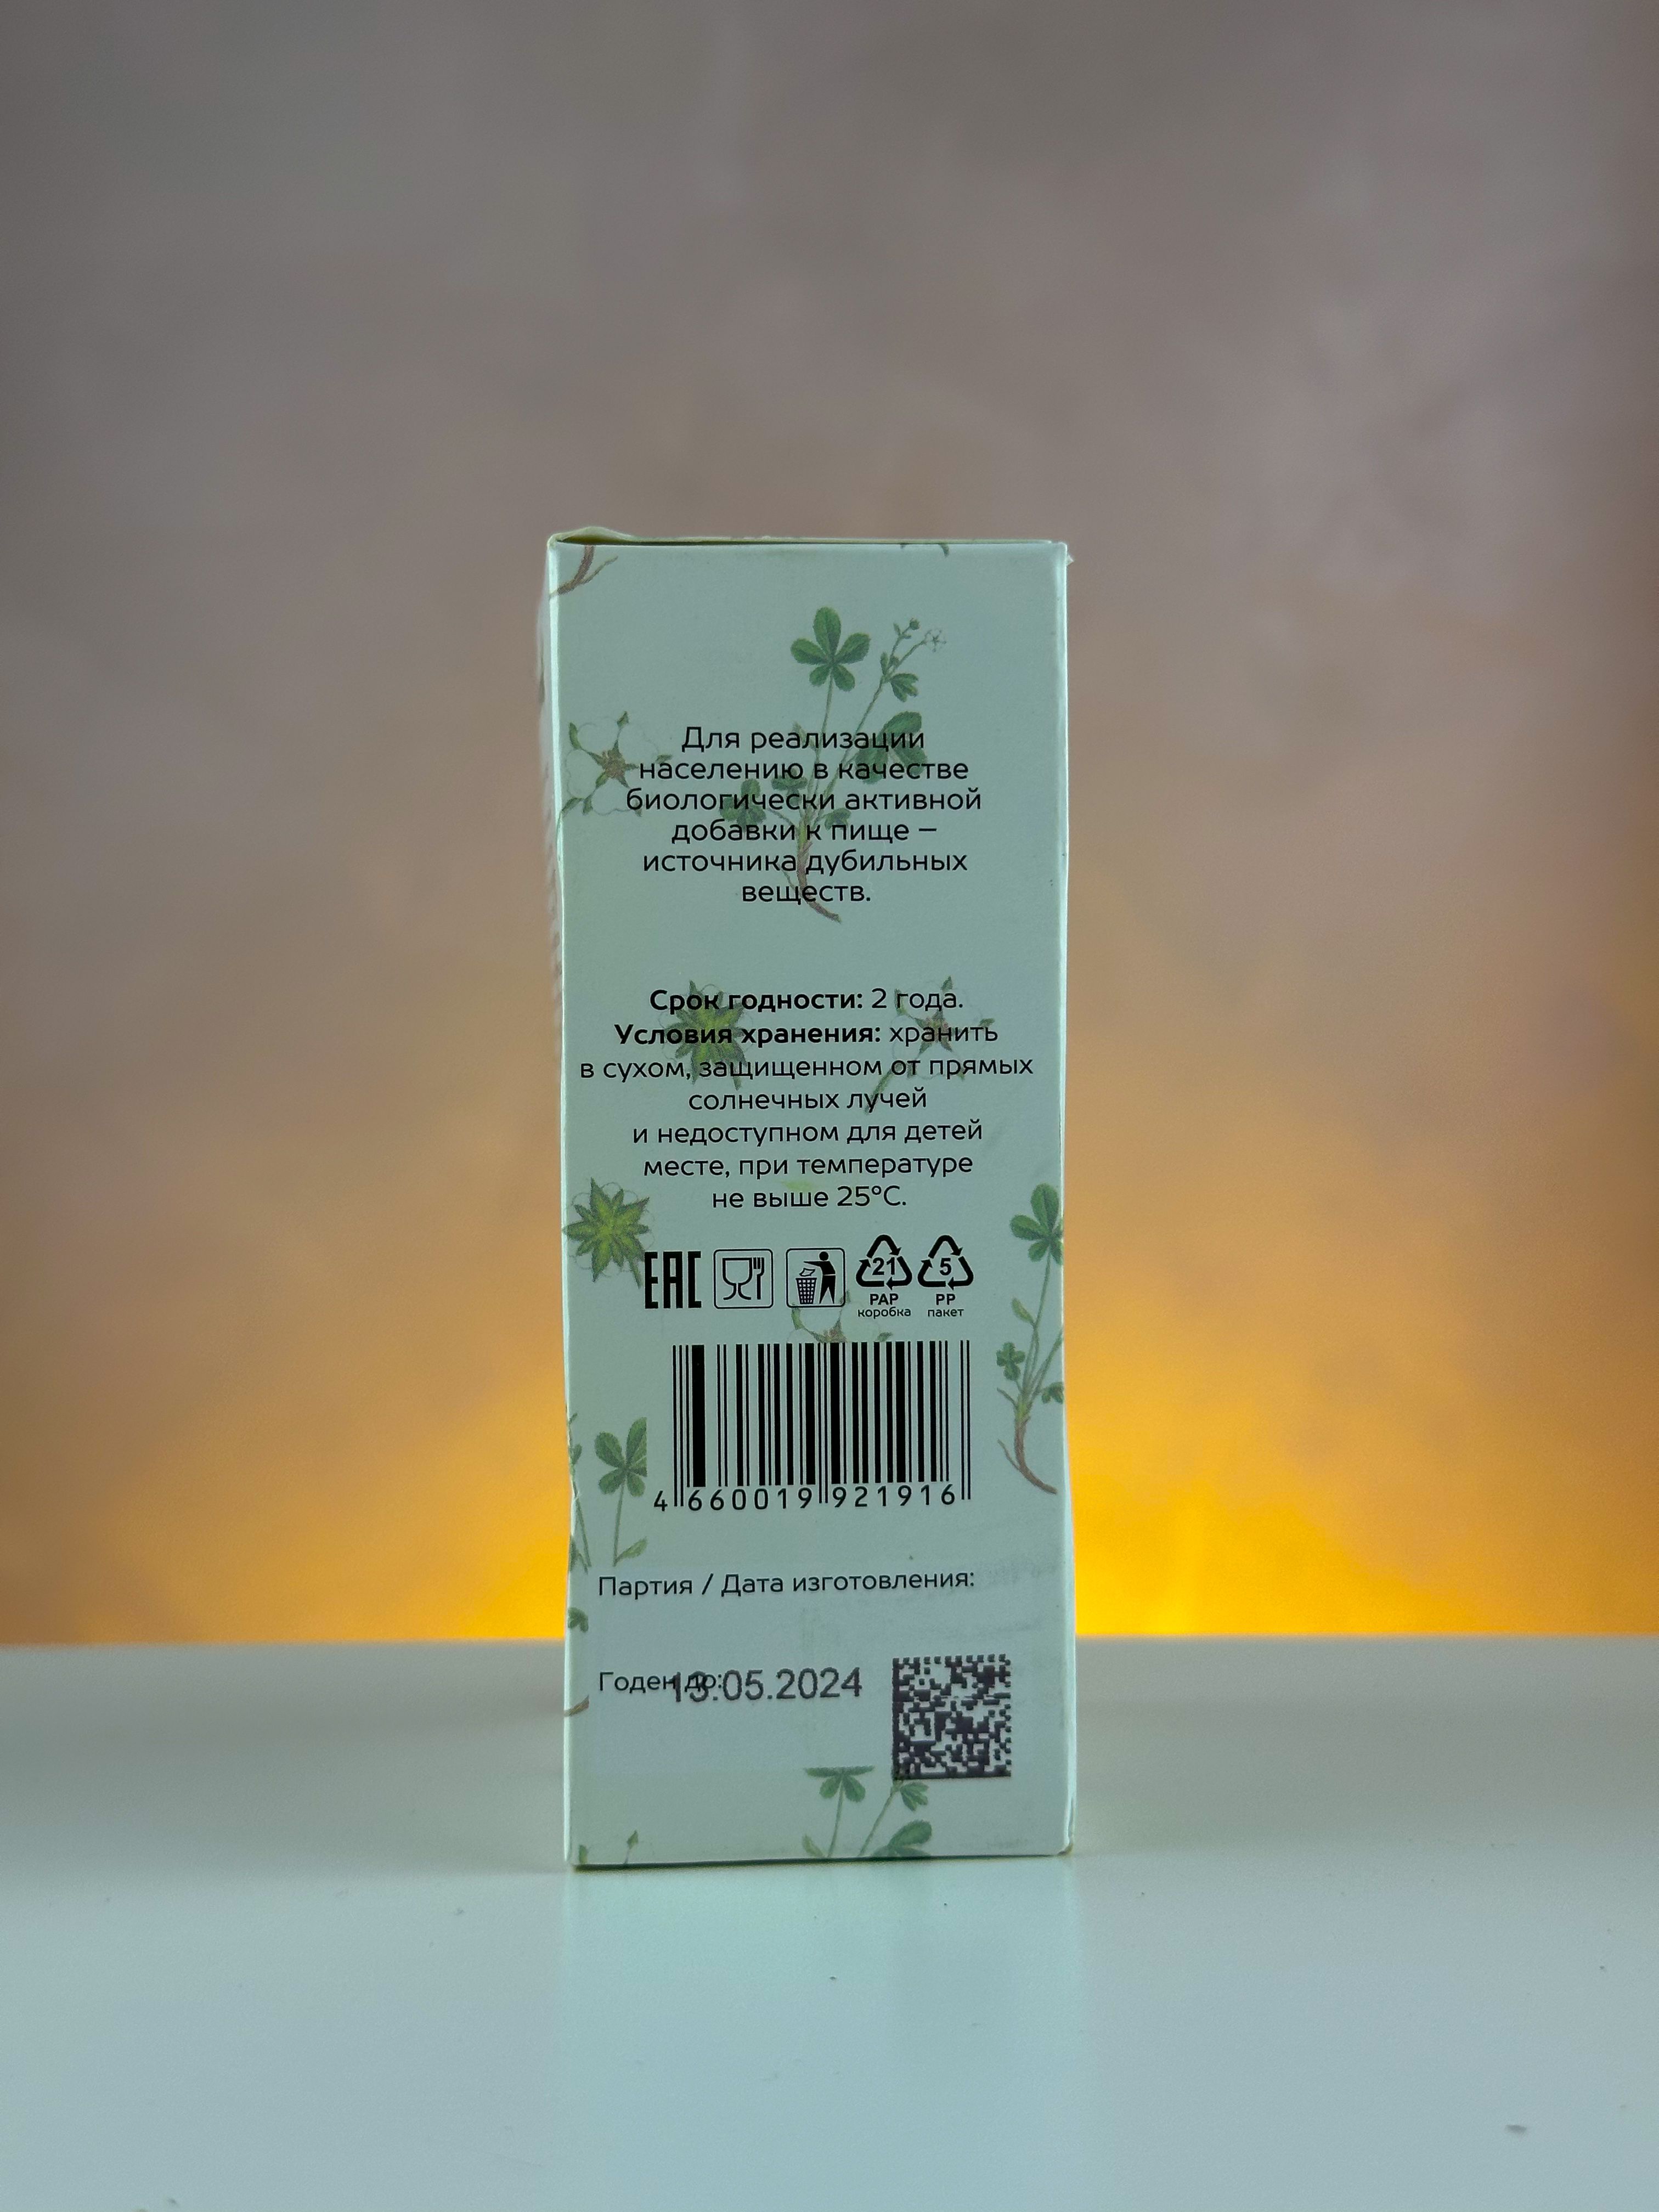 Для реализации
населению в качестве
биологически активной
добавки к пище —
источника дубильных
веществ.
Срок годности: 2 года.
Условия хранения: хранить
в сухом, защищенном от прямых
солнечных лучей
и недоступном для детей
месте, при температуре
не выше 25°С.
EAC 21 5
PAP PP
коробка пакет
4 660019 921916
Партия / Дата изготовления:
Годен до: 13.05.2024